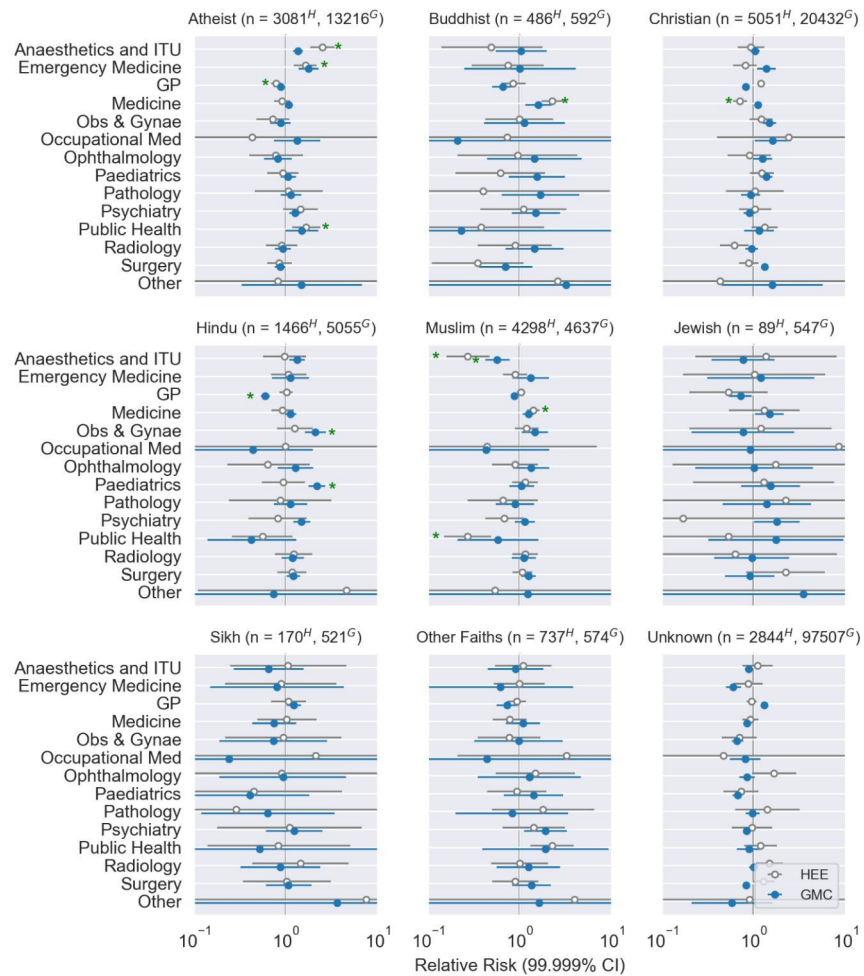 Atheist (n = 3081^H, 13216^G)
Buddhist (n = 486^H, 592^G)
Christian (n = 5051^H, 20432^G)
Anaesthetics and ITU
Emergency Medicine
GP
Medicine
Obs & Gynae
Occupational Med
Ophthalmology
Paediatrics
Pathology
Psychiatry
Public Health
Radiology
Surgery
Other
Hindu (n = 1466^H, 5055^G)
Muslim (n = 4298^H, 4637^G)
Jewish (n = 89^H, 547^G)
Anaesthetics and ITU
Emergency Medicine
GP
Medicine
Obs & Gynae
Occupational Med
Ophthalmology
Paediatrics
Pathology
Psychiatry
Public Health
Radiology
Surgery
Other
Sikh (n = 170^H, 521^G)
Other Faiths (n = 737^H, 574^G)
Unknown (n = 2844^H, 97507^G)
Anaesthetics and ITU
Emergency Medicine
GP
Medicine
Obs & Gynae
Occupational Med
Ophthalmology
Paediatrics
Pathology
Psychiatry
Public Health
Radiology
Surgery
Other
HEE
GMC
10^−1 10^0 10^1
10^−1 10^0 10^1
10^−1 10^0 10^1
Relative Risk (99.999% CI)